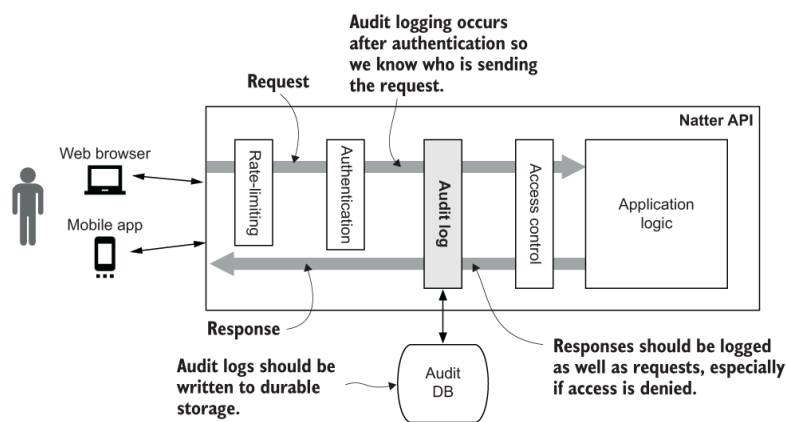 Audit logging occurs
after authentication so
we know who is sending
the request.
Request
Natter API
Web browser
Mobile app
Rate-limiting
Authentication
Audit log
Access control
Application
logic
Response
Audit logs should be
written to durable
storage.
Audit
DB
Responses should be logged
as well as requests, especially
if access is denied.